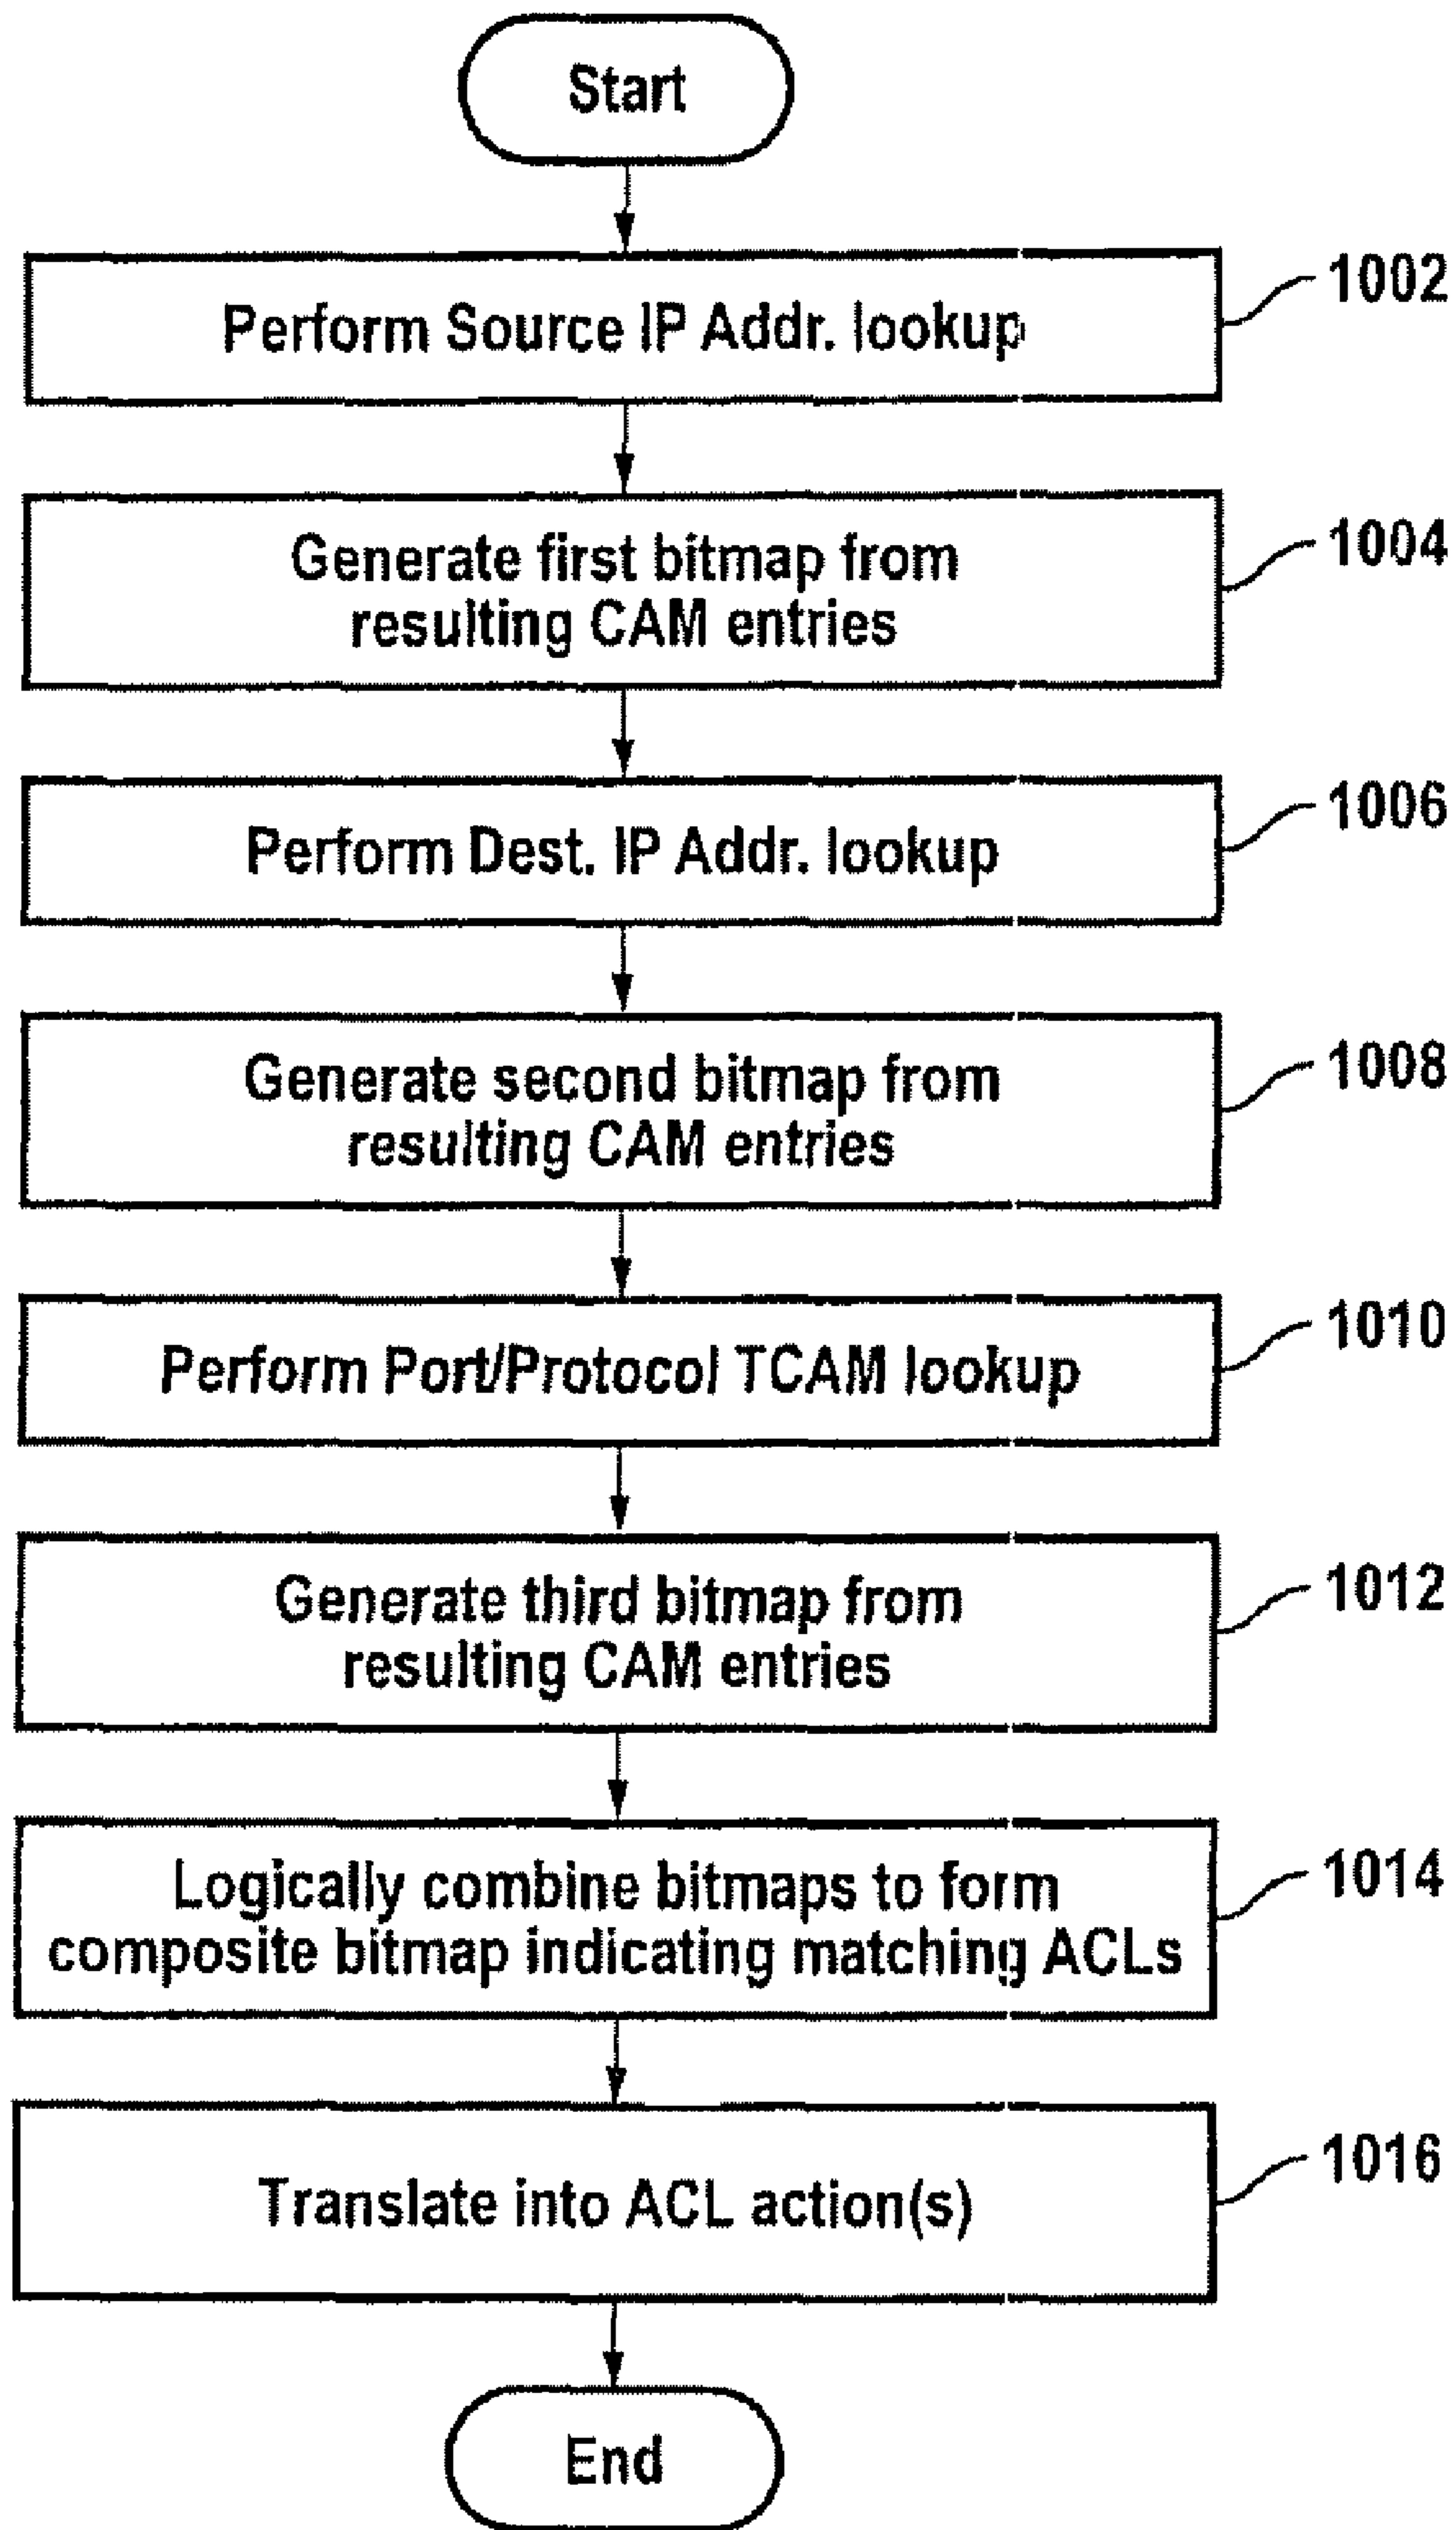 Start
1002
Perform Source IP Addr. lookup
1004
Generate first bitmap from
resulting CAM entries
1006
Perform Dest. IP Addr. lookup
1008
Generate second bitmap from
resulting CAM entries
1010
Perform Port/Protocol TCAM lookup
1012
Generate third bitmap from
resulting CAM entries
1014
Logically combine bitmaps to form
composite bitmap indicating matching ACLs
1016
Translate into ACL action(s)
End